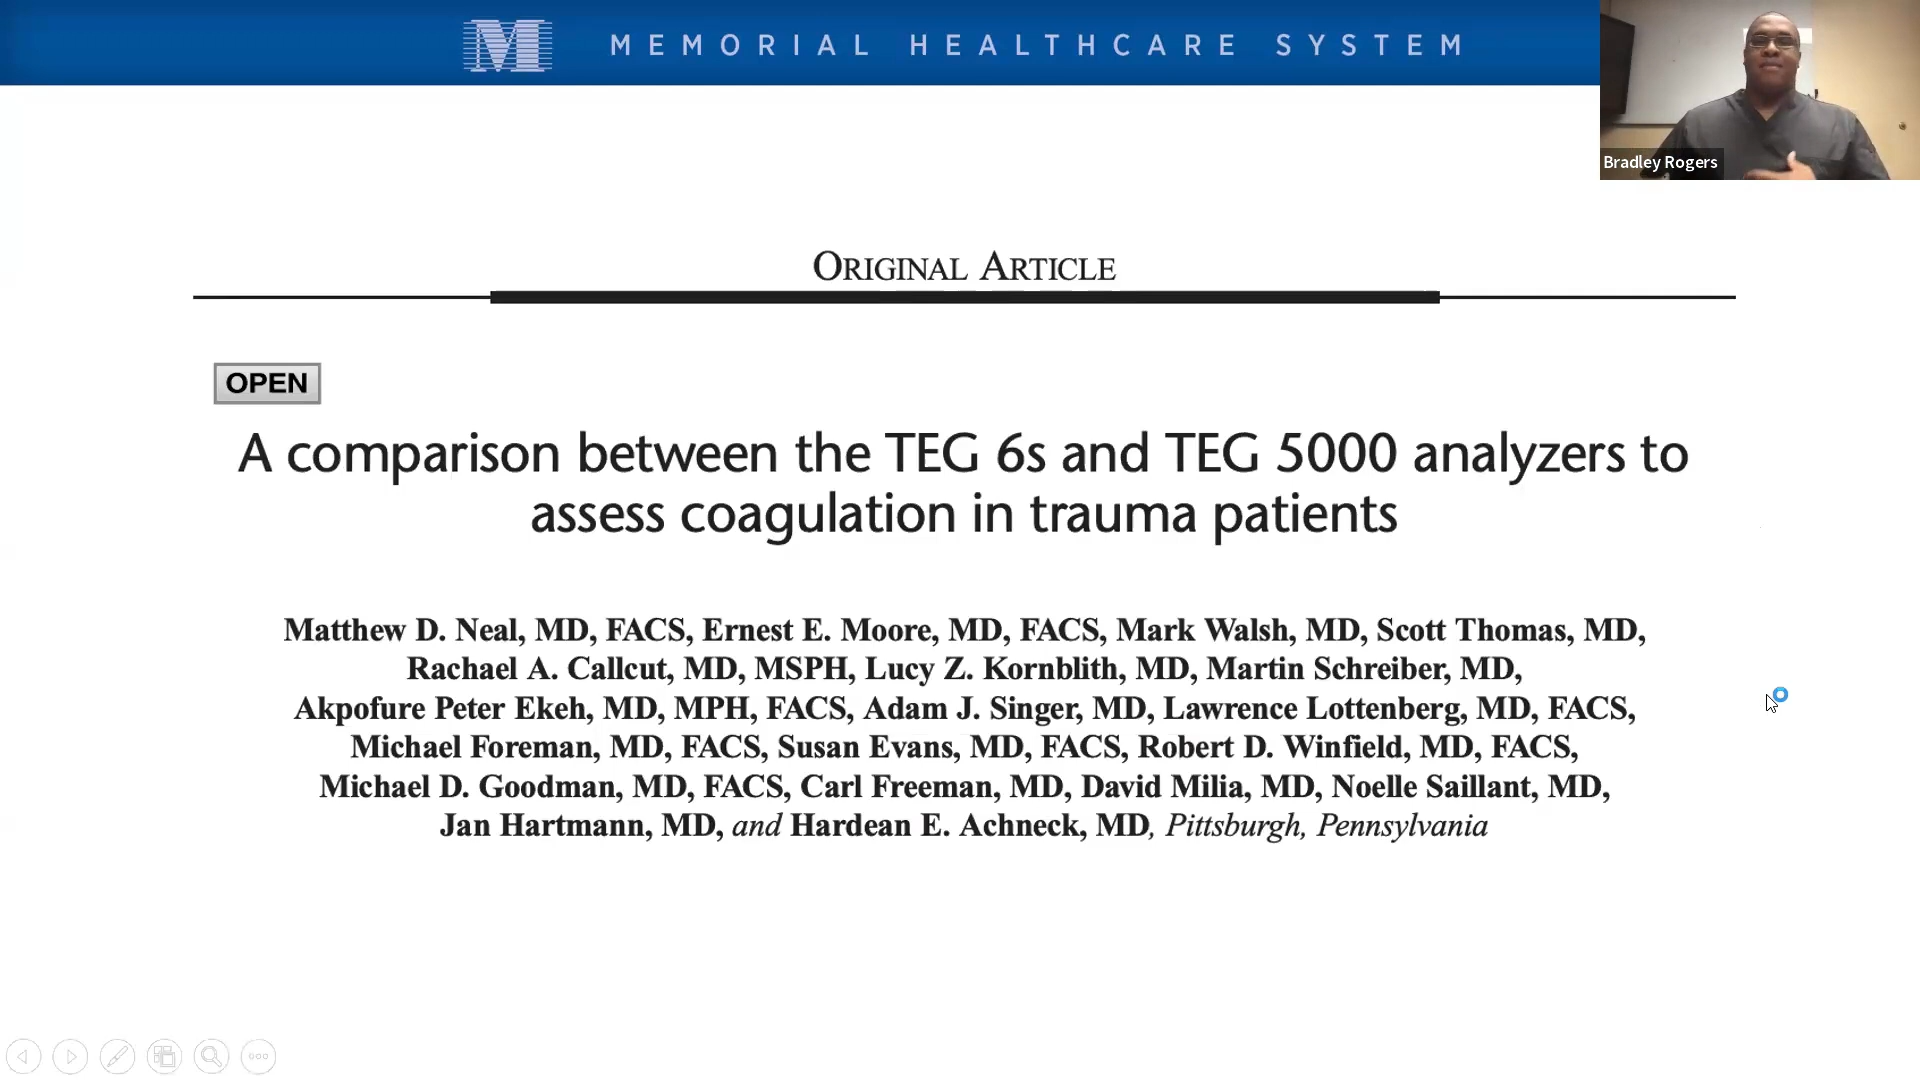 MEMORIAL HEALTHCARE SYSTEM
Bradley Rogers
ORIGINAL ARTICLE
OPEN
A comparison between the TEG 6s and TEG 5000 analyzers to
assess coagulation in trauma patients
Matthew D. Neal, MD, FACS, Ernest E. Moore, MD, FACS, Mark Walsh, MD, Scott Thomas, MD,
Rachael A. Callcut, MD, MSPH, Lucy Z. Kornblith, MD, Martin Schreiber, MD,
Akpofure Peter Ekeh, MD, MPH, FACS, Adam J. Singer, MD, Lawrence Lottenberg, MD, FACS,
Michael Foreman, MD, FACS, Susan Evans, MD, FACS, Robert D. Winfield, MD, FACS,
Michael D. Goodman, MD, FACS, Carl Freeman, MD, David Milia, MD, Noelle Saillant, MD,
Jan Hartmann, MD, and Hardean E. Achneck, MD, Pittsburgh, Pennsylvania